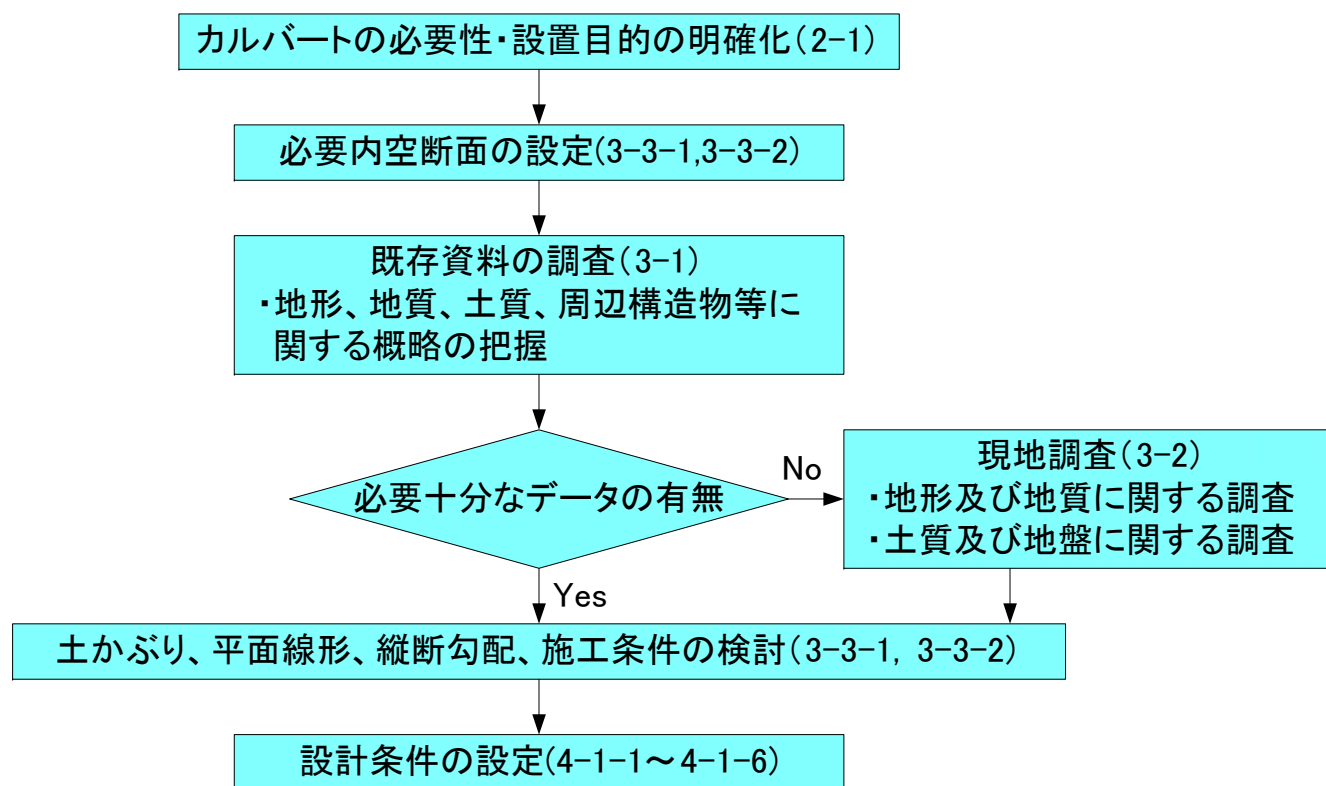 カルバートの必要性・設置目的の明確化(2-1)
必要内空断面の設定(3-3-1,3-3-2)
既存資料の調査(3-1)
・地形、地質、土質、周辺構造物等に
関する概略の把握
必要十分なデータの有無
No
現地調査(3-2)
・地形及び地質に関する調査
・土質及び地盤に関する調査
Yes
土かぶり、平面線形、縦断勾配、施工条件の検討(3-3-1, 3-3-2)
設計条件の設定(4-1-1~4-1-6)